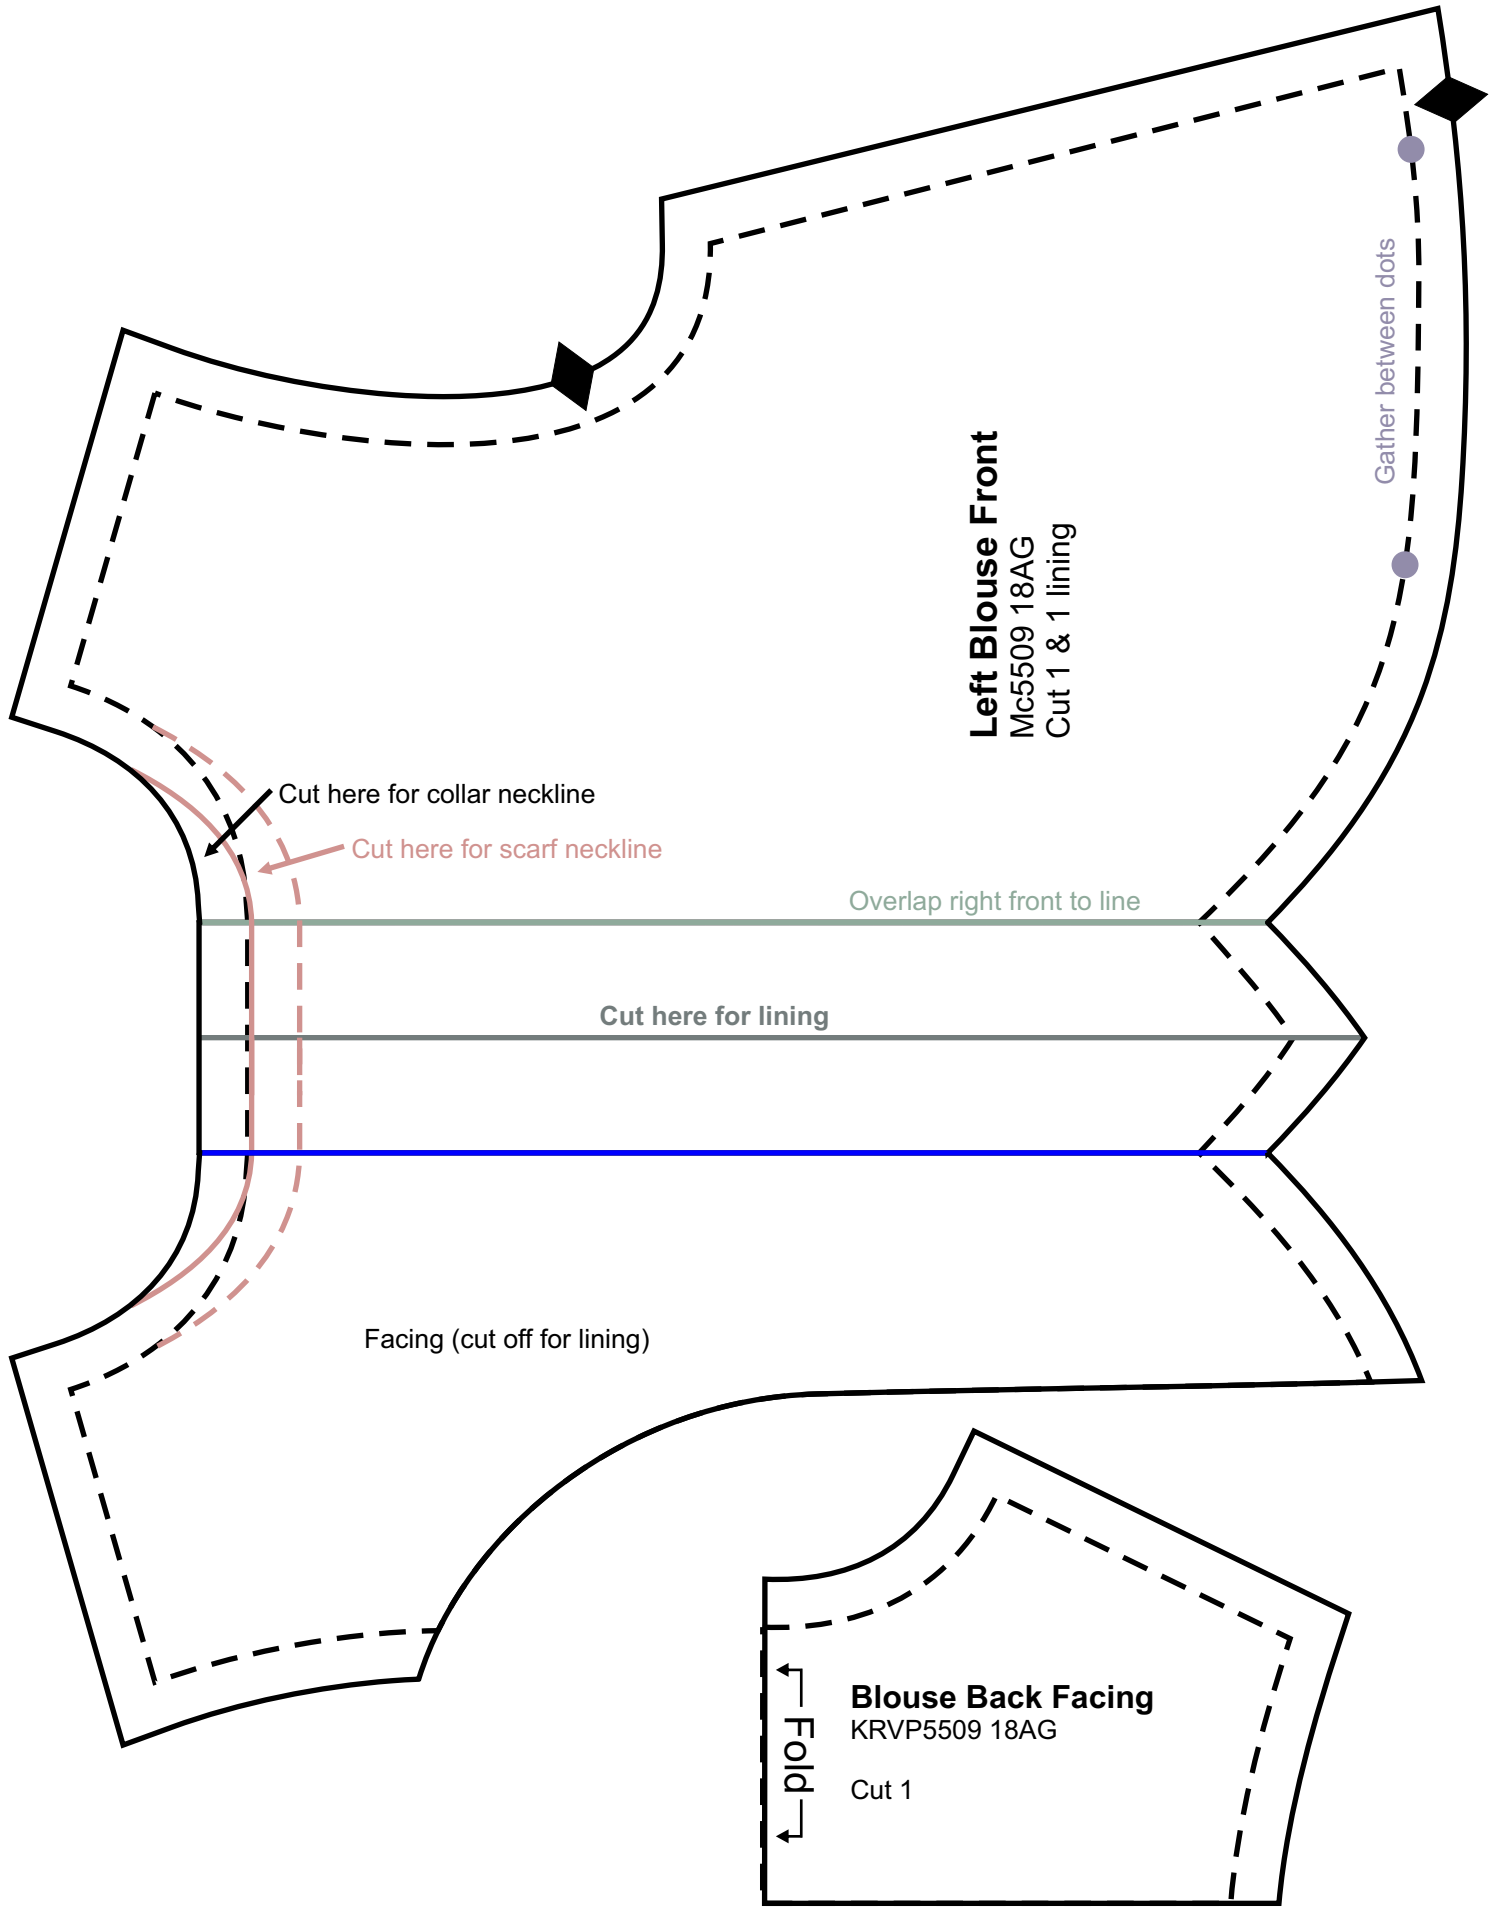 Gather between dots
Left Blouse Front
Mc5509 18AG
Cut 1 & 1 lining
Cut here for collar neckline
Cut here for scarf neckline
Overlap right front to line
Cut here for lining
Facing (cut off for lining)
Blouse Back Facing
KRVP5509 18AG
Cut 1
Fold